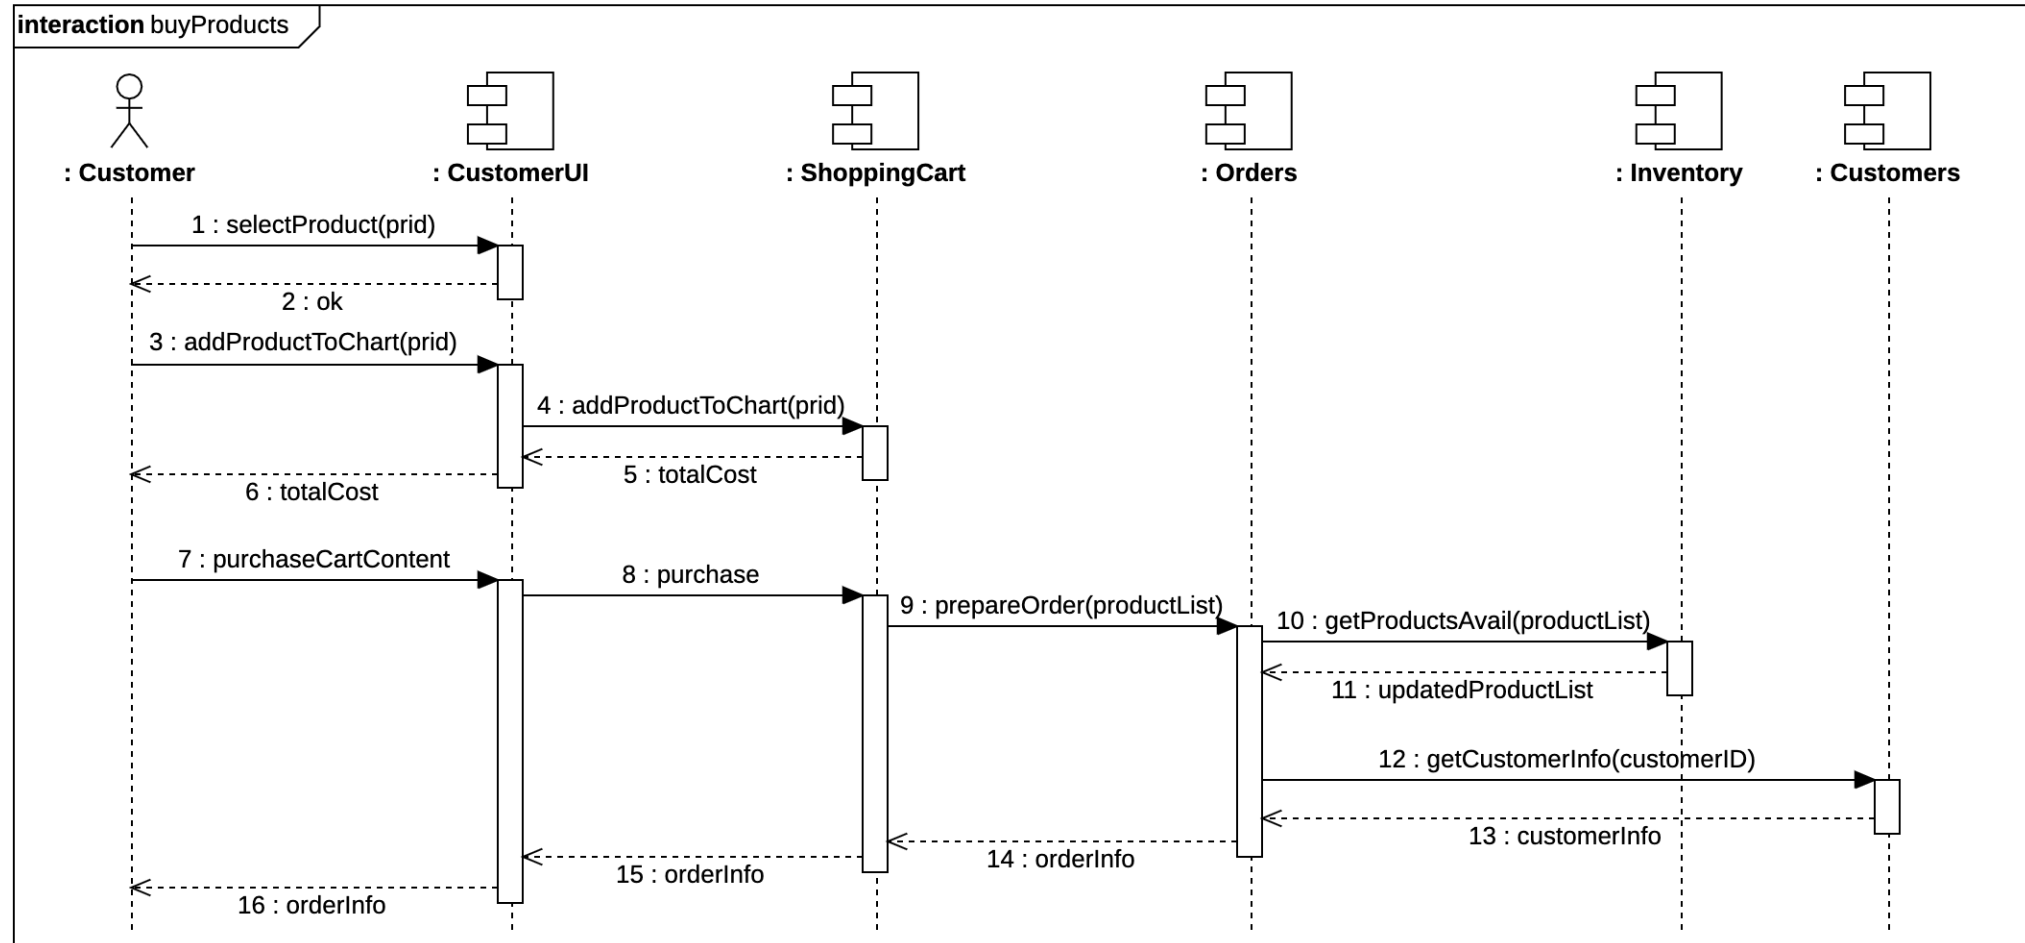 interaction buyProducts
: Customer
: CustomerUI
: ShoppingCart
: Orders
: Inventory
: Customers
1 : selectProduct(prid)
2 : ok
3 : addProductToChart(prid)
4 : addProductToChart(prid)
5 : totalCost
6 : totalCost
7 : purchaseCartContent
8 : purchase
9 : prepareOrder(productList)
10 : getProductsAvail(productList)
11 : updatedProductList
12 : getCustomerInfo(customerID)
13 : customerInfo
14 : orderInfo
15 : orderInfo
16 : orderInfo